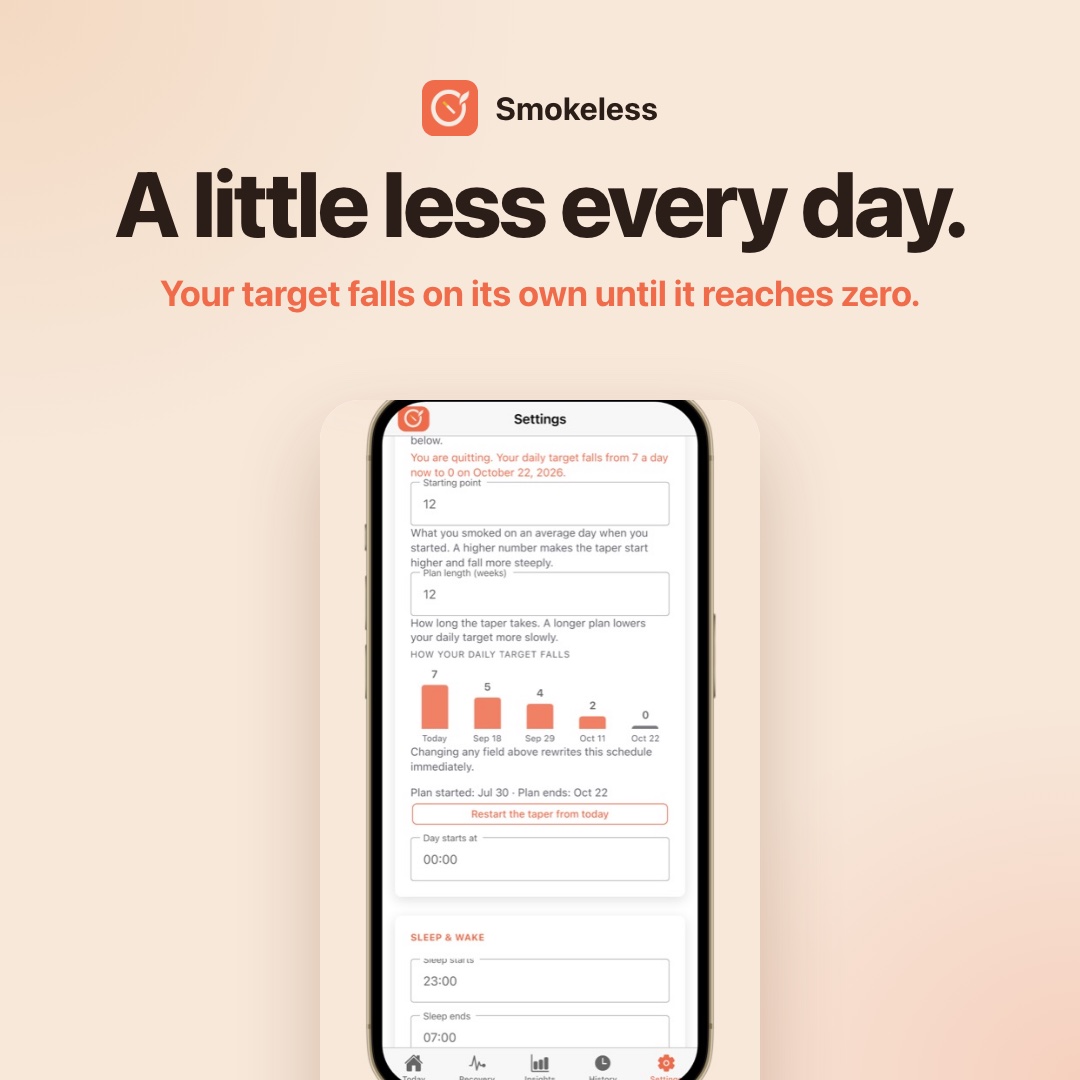 Smokeless
A little less every day.
Your target falls on its own until it reaches zero.
Settings
below.
You are quitting. Your daily target falls from 7 a day
now to 0 on October 22, 2026.
Starting point
12
What you smoked on an average day when you
started. A higher number makes the taper start
higher and fall more steeply.
Plan length (weeks)
12
How long the taper takes. A longer plan lowers
your daily target more slowly.
HOW YOUR DAILY TARGET FALLS
7 5 4 2 0
Today Sep 18 Sep 29 Oct 11 Oct 22
Changing any field above rewrites this schedule
immediately.
Plan started: Jul 30 · Plan ends: Oct 22
Restart the taper from today
Day starts at
00:00
SLEEP & WAKE
Sleep starts
23:00
Sleep ends
07:00
Today Recovery Insights History Settings